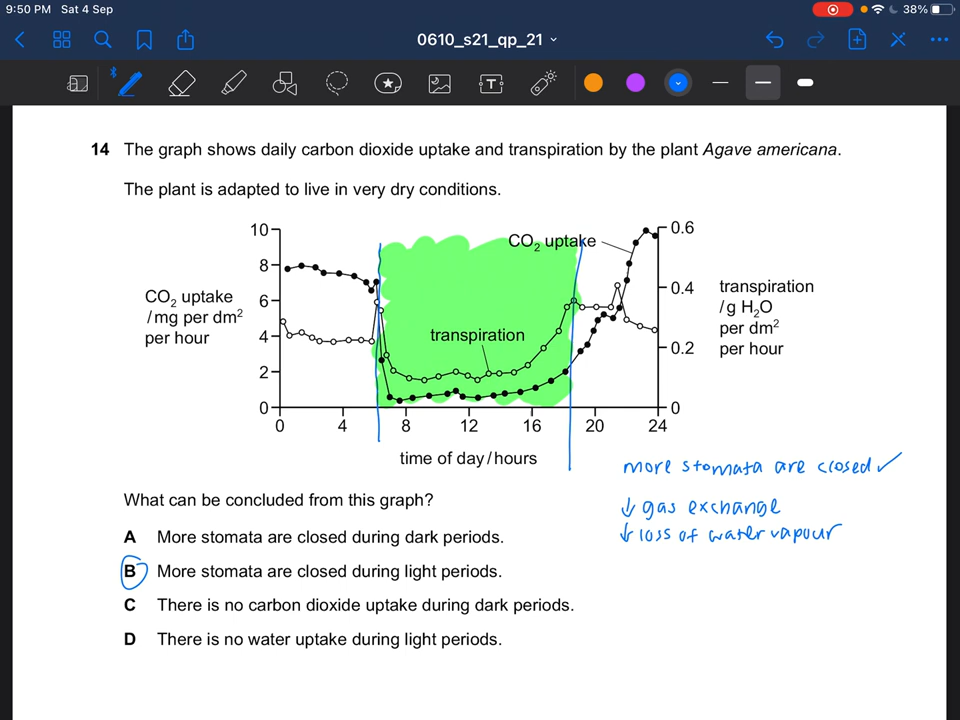 9:50 PM Sat 4 Sep 38%
0610_s21_qp_21
14 The graph shows daily carbon dioxide uptake and transpiration by the plant Agave americana.
The plant is adapted to live in very dry conditions.
CO2 uptake
/ mg per dm2
per hour
10
8
6
4
2
0
CO2 uptake
transpiration
0.6
0.4
0.2
0
transpiration
/ g H2O
per dm2
per hour
0 4 8 12 16 20 24
time of day / hours
more stomata are closed ✓
↓ gas exchange
↓ loss of water vapour
What can be concluded from this graph?
A More stomata are closed during dark periods.
B More stomata are closed during light periods.
C There is no carbon dioxide uptake during dark periods.
D There is no water uptake during light periods.